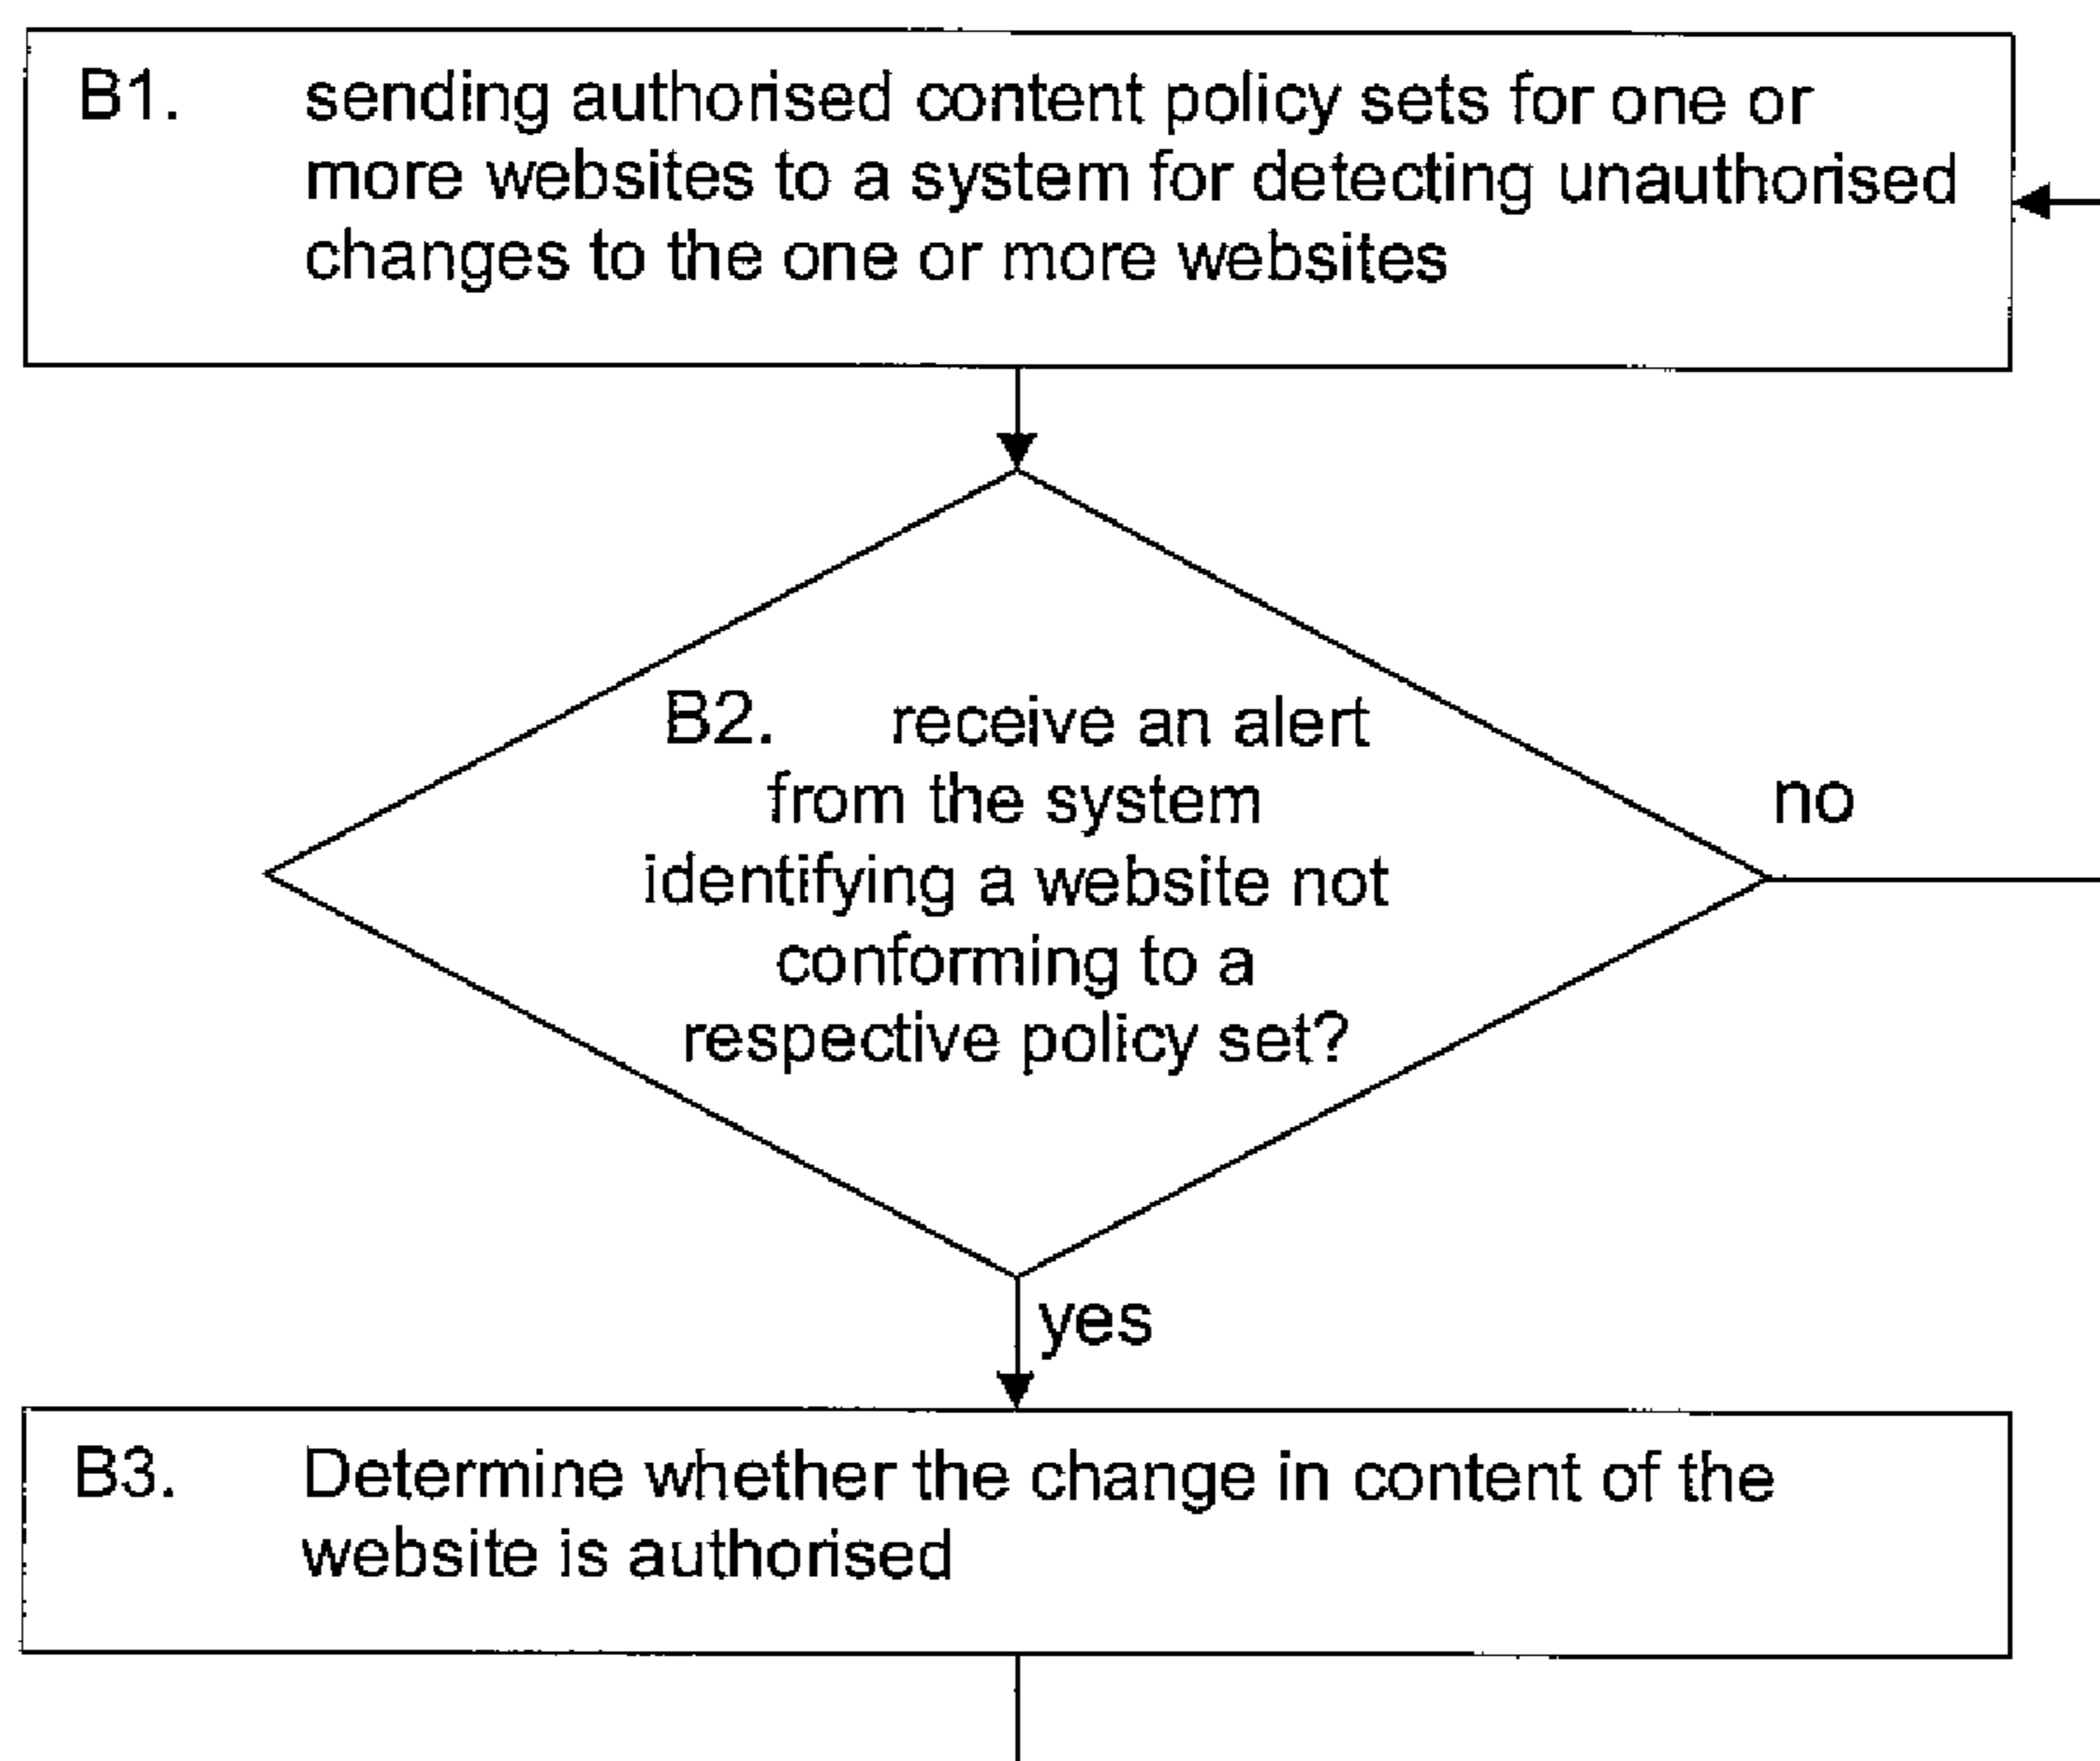 B1. sending authorised content policy sets for one or
more websites to a system for detecting unauthorised
changes to the one or more websites
B2. receive an alert
from the system
identifying a website not
conforming to a
respective policy set?
no
yes
B3. Determine whether the change in content of the
website is authorised